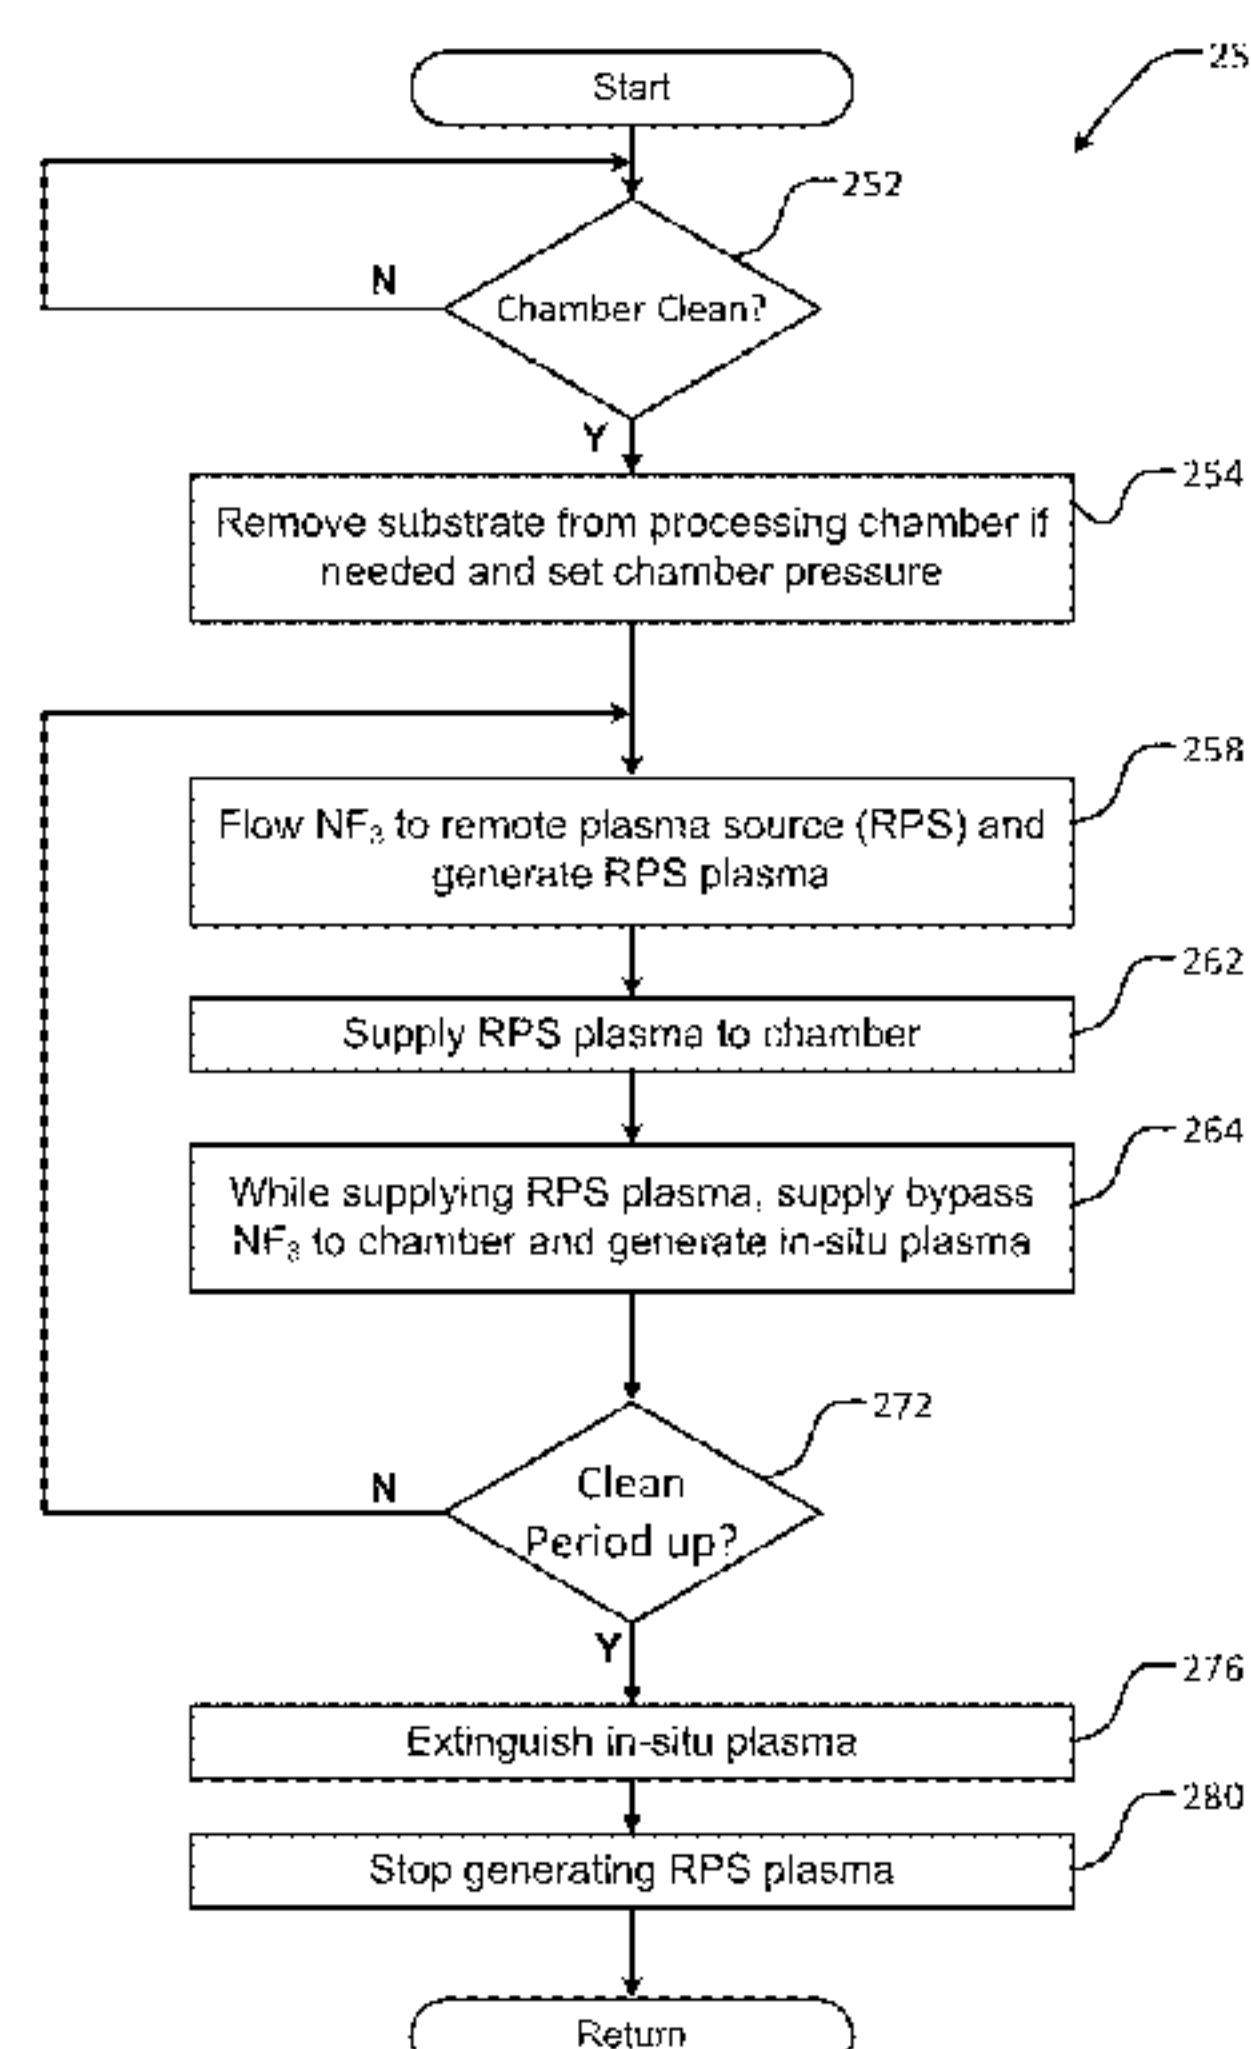 Start
25
252
N
Chamber Clean?
Y
254
Remove substrate from processing chamber if
needed and set chamber pressure
258
Flow NF₃ to remote plasma source (RPS) and
generate RPS plasma
262
Supply RPS plasma to chamber
264
While supplying RPS plasma, supply bypass
NF₃ to chamber and generate in-situ plasma
272
N
Clean
Period up?
Y
276
Extinguish in-situ plasma
280
Stop generating RPS plasma
Return